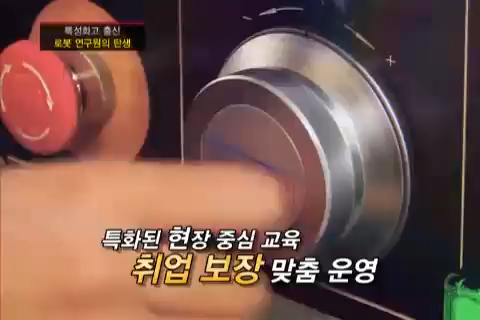 특성화고 출신
로봇 연구원의 탄생
특화된 현장 중심 교육
취업 보장 맞춤 운영